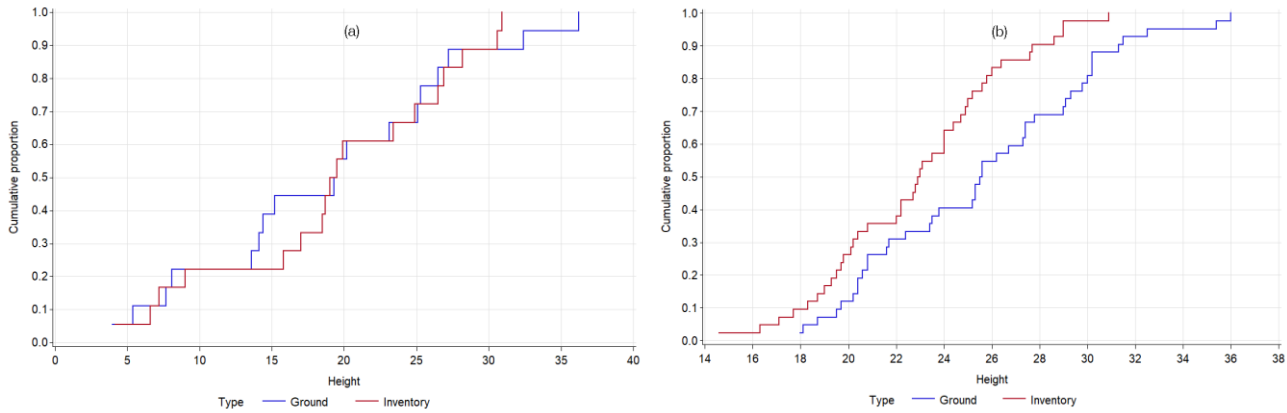 (a)
Cumulative proportion
1.0
0.9
0.8
0.7
0.6
0.5
0.4
0.3
0.2
0.1
0.0
0 5 10 15 20 25 30 35 40
Height
Type Ground Inventory
(b)
Cumulative proportion
1.0
0.9
0.8
0.7
0.6
0.5
0.4
0.3
0.2
0.1
0.0
14 16 18 20 22 24 26 28 30 32 34 36 38
Height
Type Ground Inventory